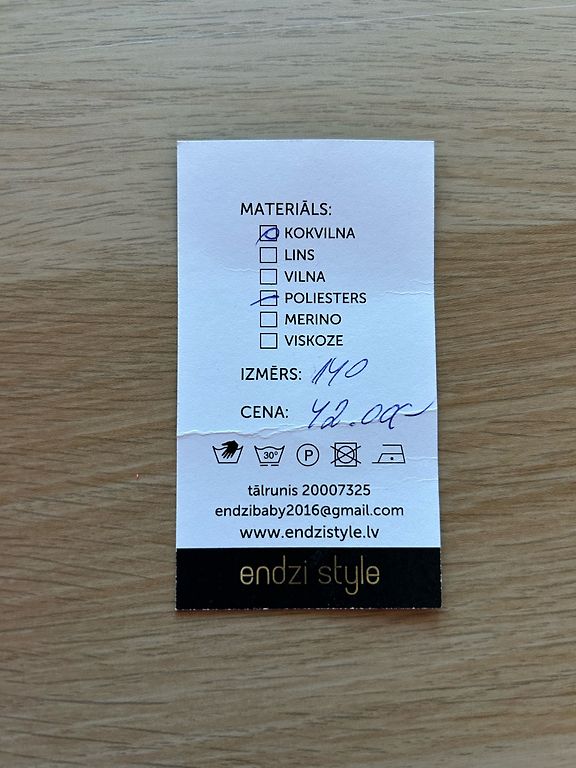 MATERIĀLS:
KOKVILNA
LINS
VILNA
POLIESTERS
MERINO
VISKOZE
IZMĒRS: 140
CENA: 42.00
30°
P
tālrunis 20007325
endzibaby2016@gmail.com
www.endzistyle.lv
endzi style